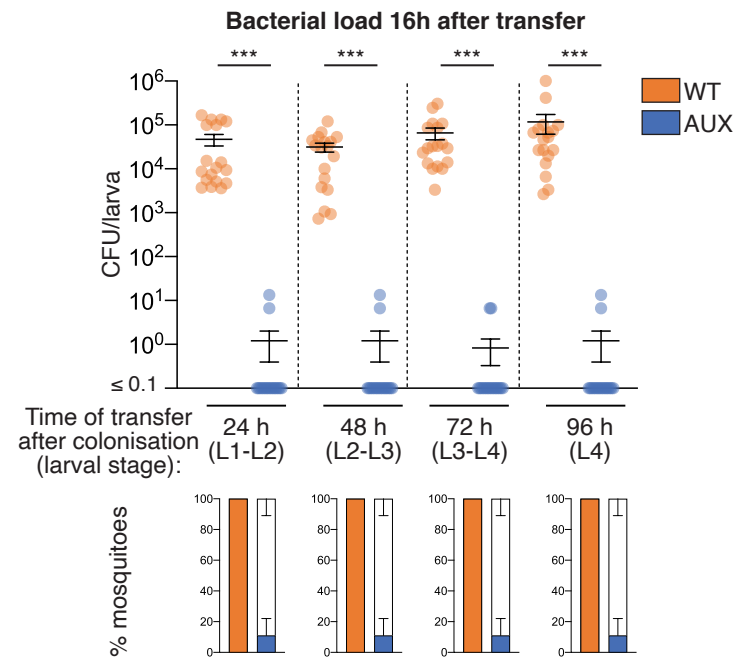 Bacterial load 16h after transfer
*** *** *** ***
WT
AUX
CFU/larva
10⁶
10⁵
10⁴
10³
10²
10¹
10⁰
≤ 0.1
Time of transfer
after colonisation
(larval stage):
24 h
(L1-L2)
48 h
(L2-L3)
72 h
(L3-L4)
96 h
(L4)
% mosquitoes
100 100 100 100
80 80 80 80
60 60 60 60
40 40 40 40
20 20 20 20
0 0 0 0